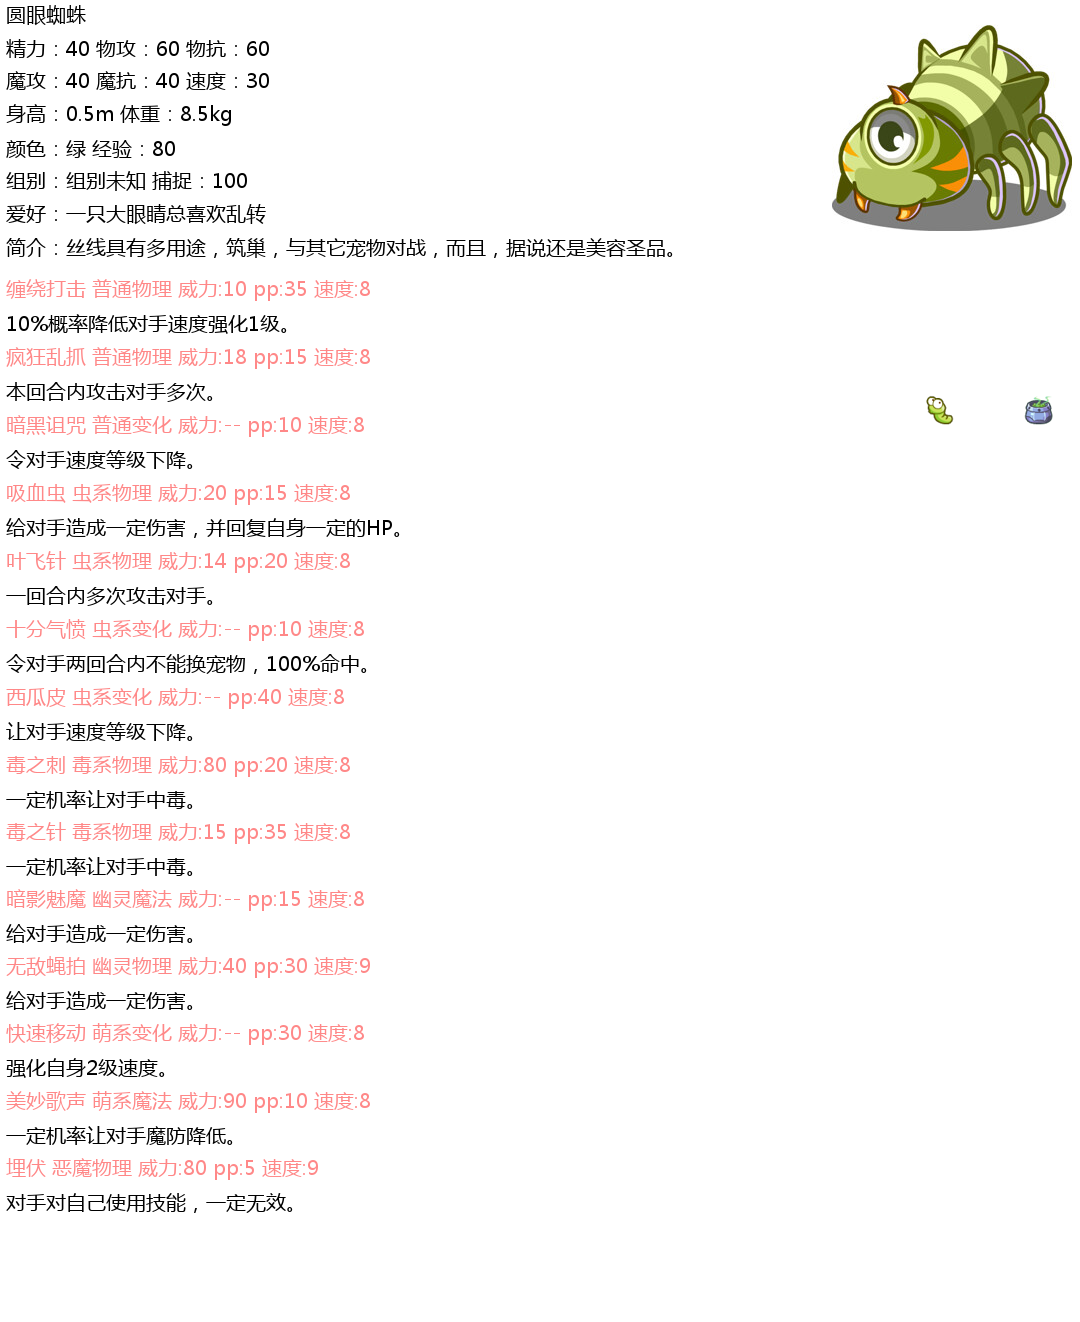 圆眼蜘蛛
精力：40 物攻：60 物抗：60
魔攻：40 魔抗：40 速度：30
身高：0.5m 体重：8.5kg
颜色：绿 经验：80
组别：组别未知 捕捉：100
爱好：一只大眼睛总喜欢乱转
简介：丝线具有多用途，筑巢，与其它宠物对战，而且，据说还是美容圣品。
缠绕打击 普通物理 威力:10 pp:35 速度:8
10%概率降低对手速度强化1级。
疯狂乱抓 普通物理 威力:18 pp:15 速度:8
本回合内攻击对手多次。
暗黑诅咒 普通变化 威力:-- pp:10 速度:8
令对手速度等级下降。
吸血虫 虫系物理 威力:20 pp:15 速度:8
给对手造成一定伤害，并回复自身一定的HP。
叶飞针 虫系物理 威力:14 pp:20 速度:8
一回合内多次攻击对手。
十分气愤 虫系变化 威力:-- pp:10 速度:8
令对手两回合内不能换宠物，100%命中。
西瓜皮 虫系变化 威力:-- pp:40 速度:8
让对手速度等级下降。
毒之刺 毒系物理 威力:80 pp:20 速度:8
一定机率让对手中毒。
毒之针 毒系物理 威力:15 pp:35 速度:8
一定机率让对手中毒。
暗影魅魔 幽灵魔法 威力:-- pp:15 速度:8
给对手造成一定伤害。
无敌蝇拍 幽灵物理 威力:40 pp:30 速度:9
给对手造成一定伤害。
快速移动 萌系变化 威力:-- pp:30 速度:8
强化自身2级速度。
美妙歌声 萌系魔法 威力:90 pp:10 速度:8
一定机率让对手魔防降低。
埋伏 恶魔物理 威力:80 pp:5 速度:9
对手对自己使用技能，一定无效。